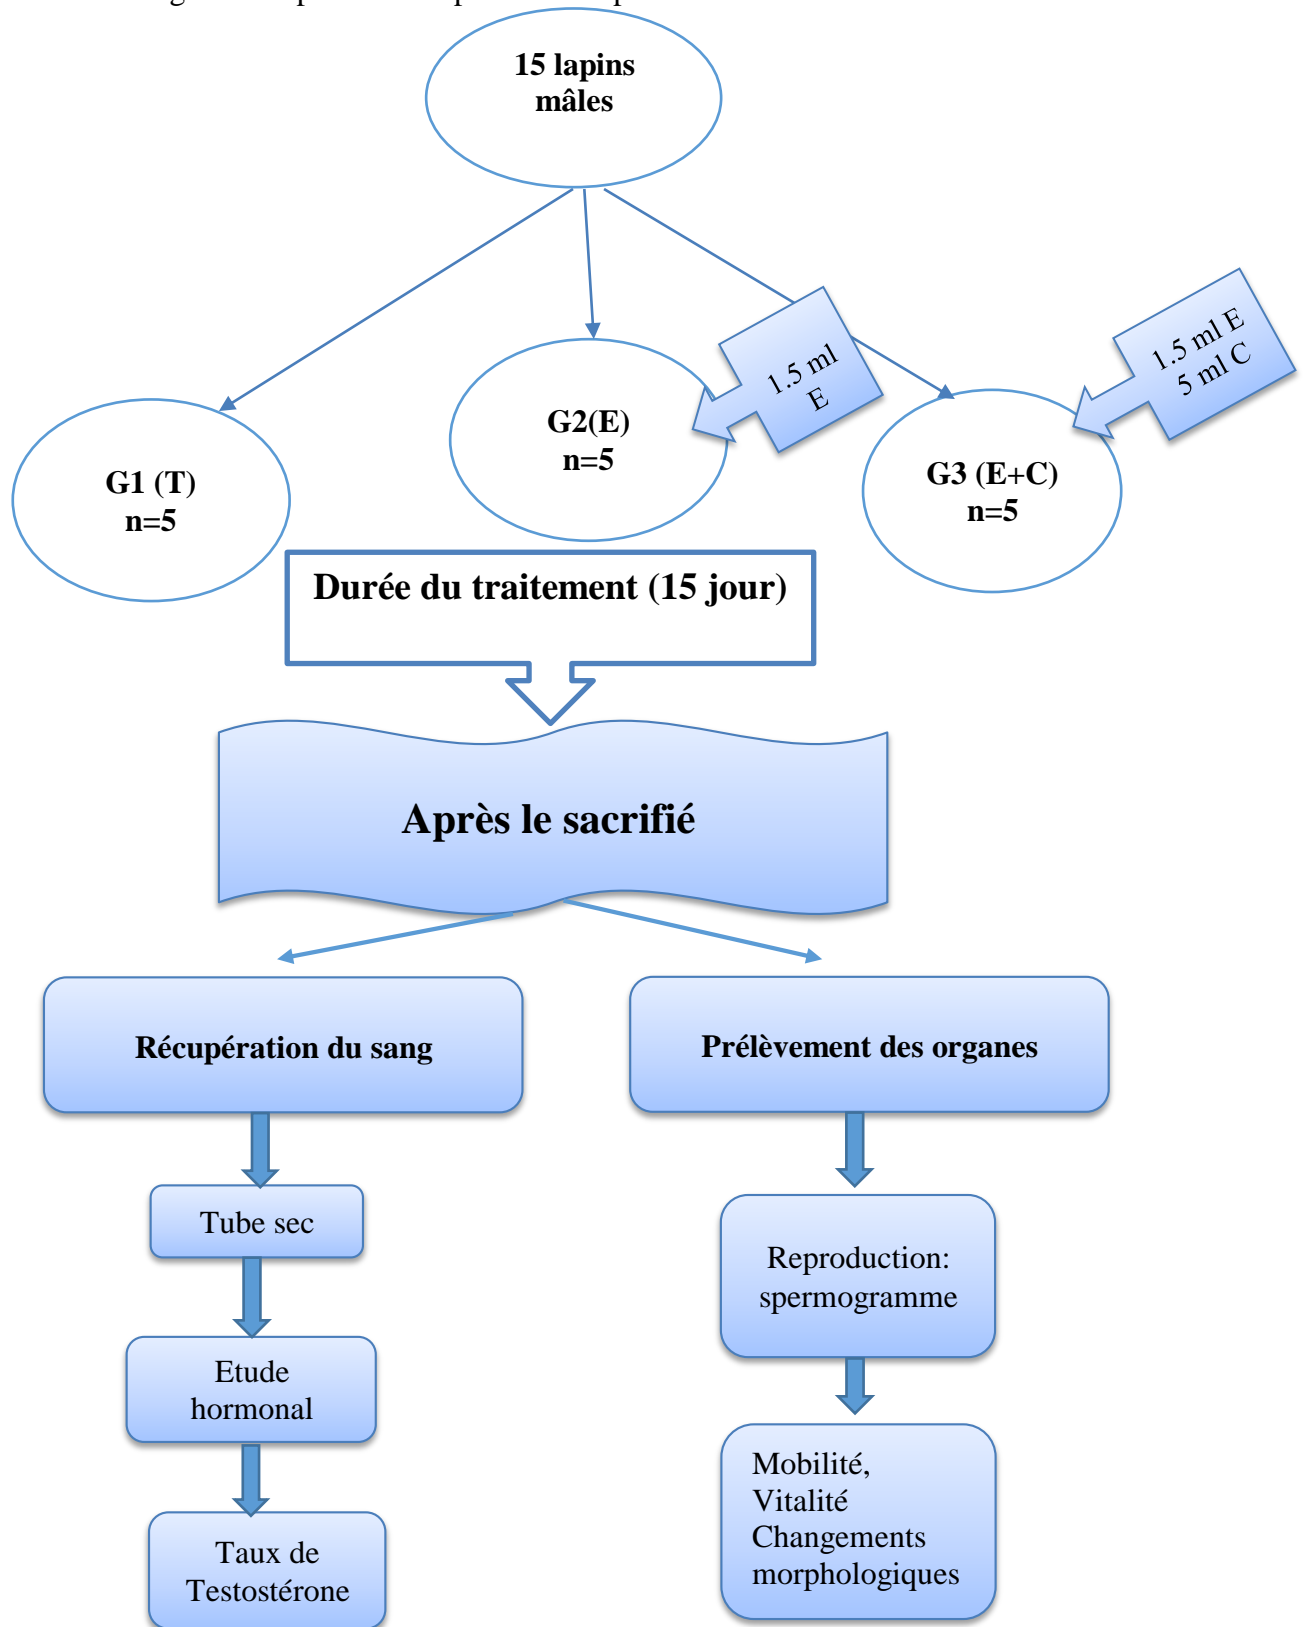 15 lapins
mâles
1.5 ml
E
1.5 ml E
5 ml C
G1 (T)
n=5
G2(E)
n=5
G3 (E+C)
n=5
Durée du traitement (15 jour)
Après le sacrifié
Récupération du sang
Prélèvement des organes
Tube sec
Reproduction:
spermogramme
Etude
hormonal
Mobilité,
Vitalité
Changements
morphologiques
Taux de
Testostérone